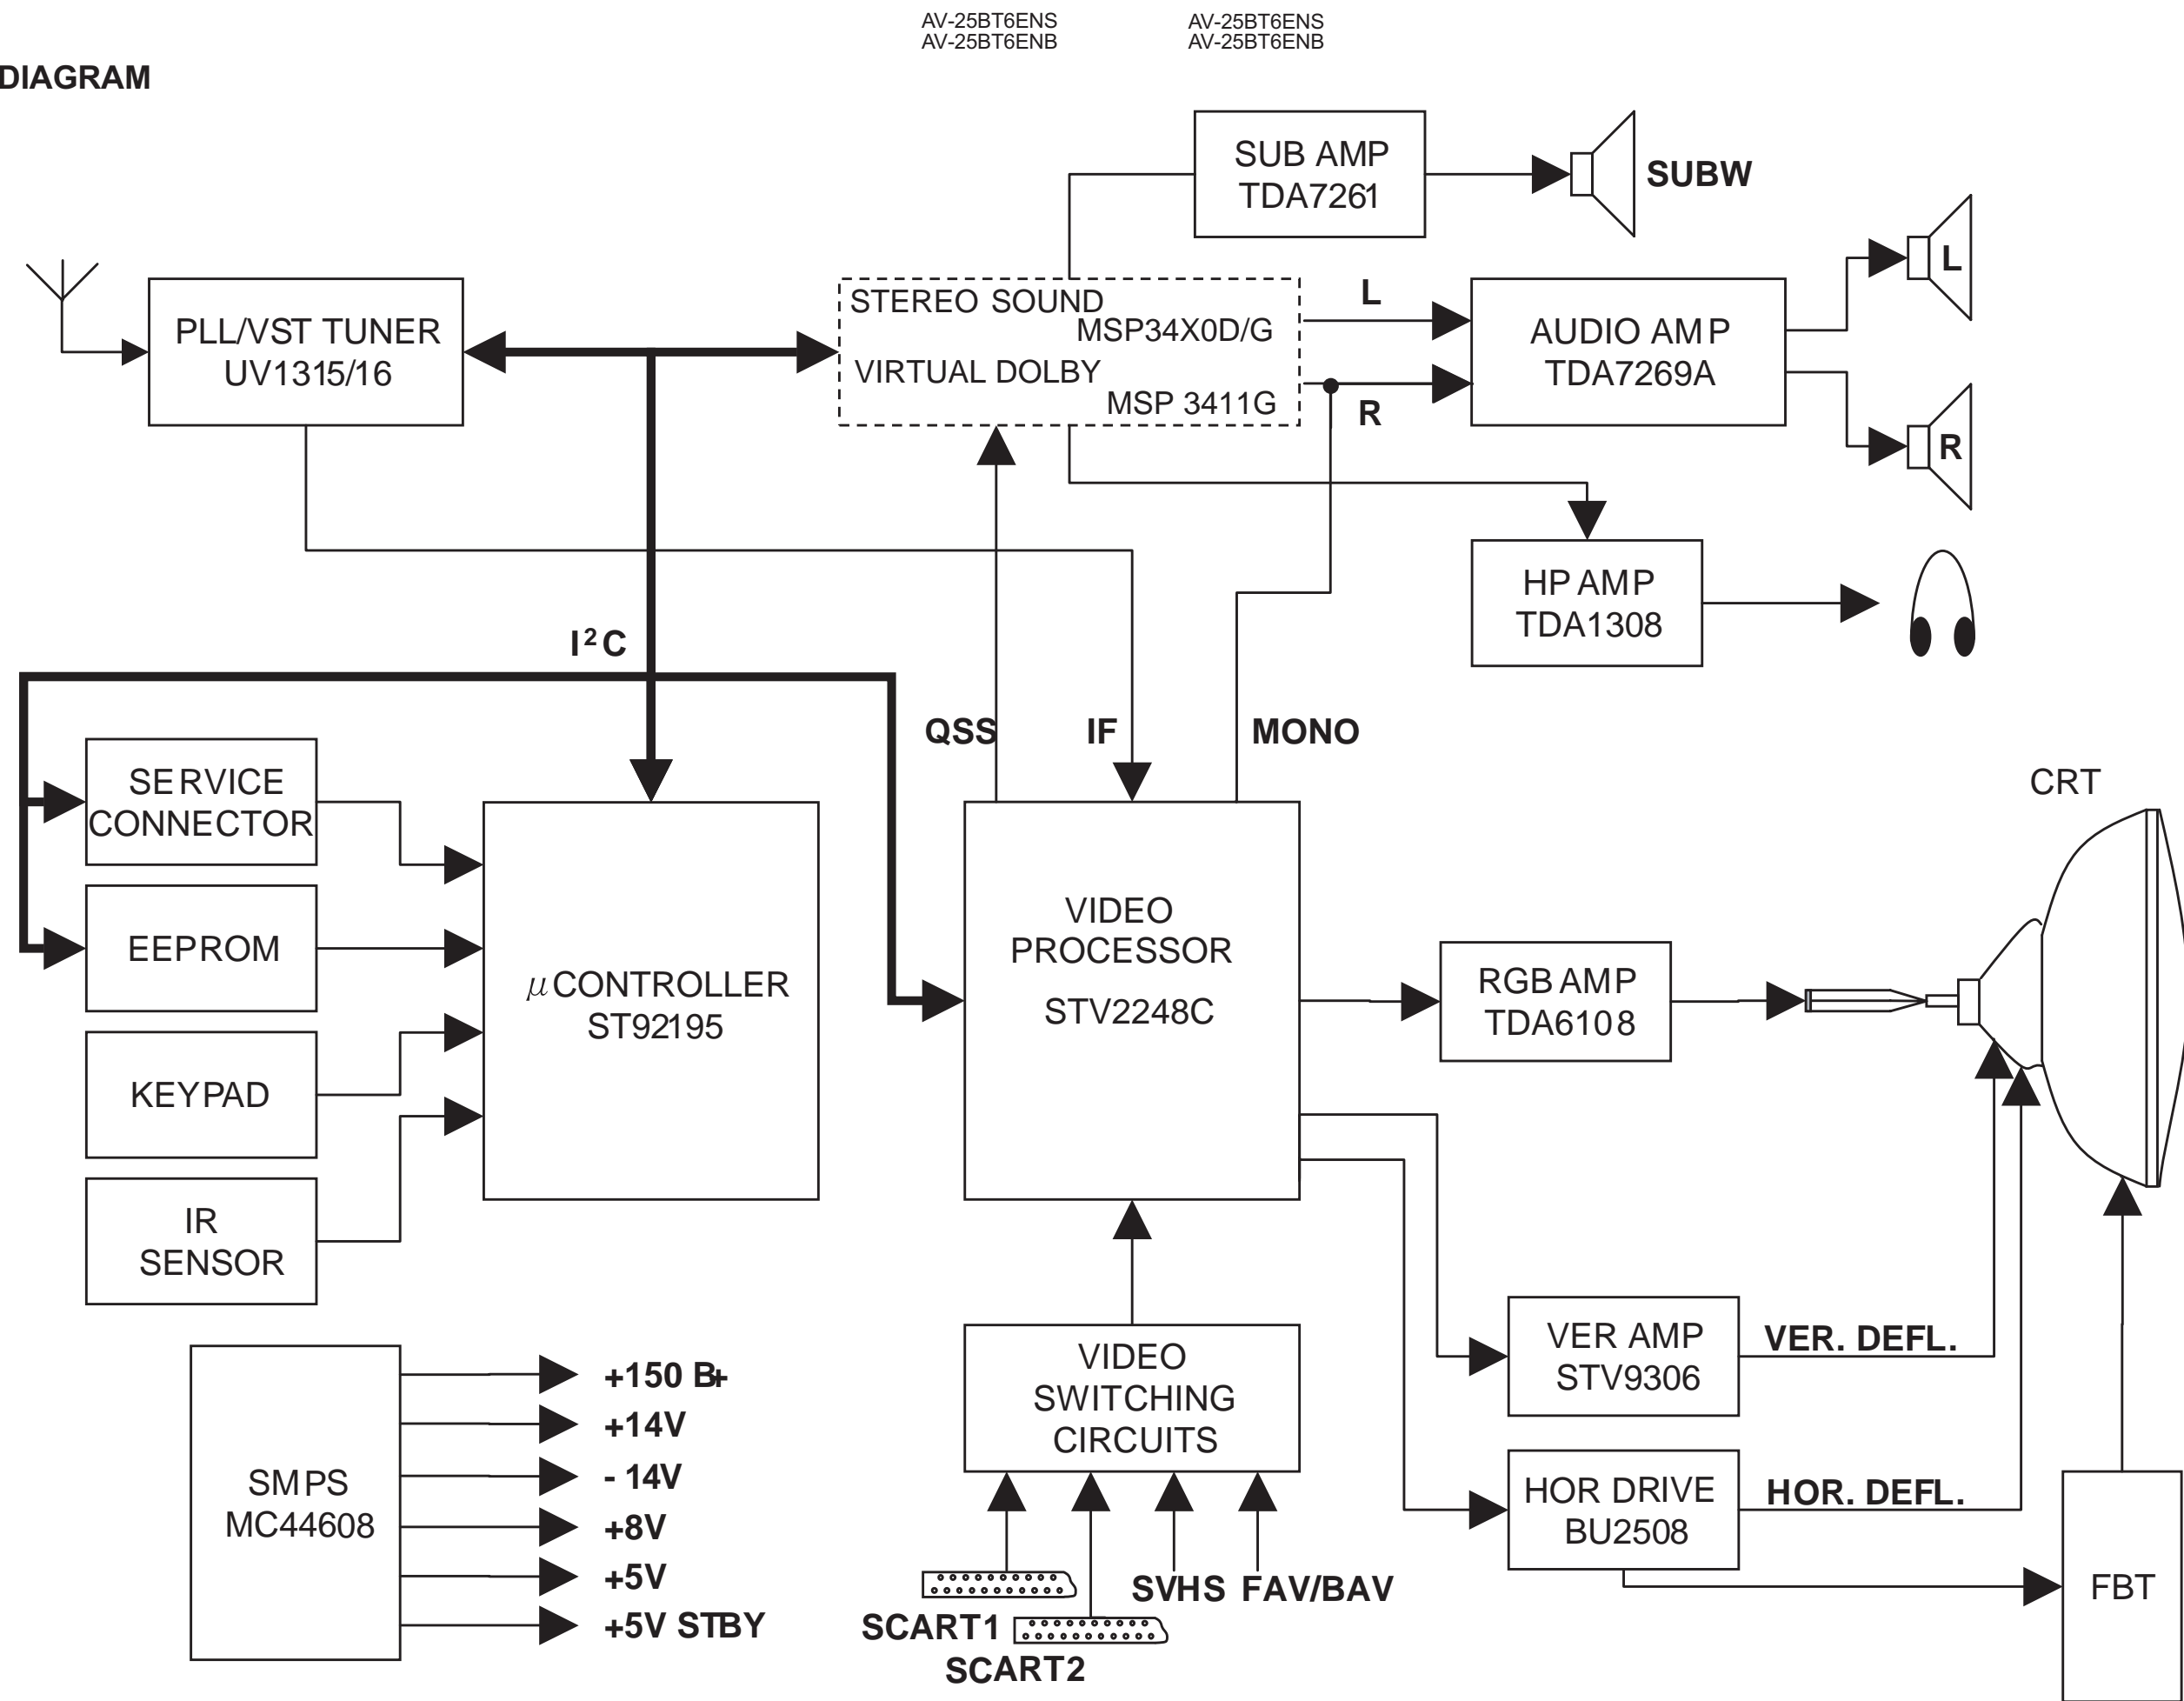 AV-25BT6ENS
AV-25BT6ENB
AV-25BT6ENS
AV-25BT6ENB
DIAGRAM
SUB AMP
TDA7261
SUBW
PLL/VST TUNER
UV1315/16
STEREO SOUND
MSP34X0D/G
VIRTUAL DOLBY
MSP 3411G
L
R
AUDIO AMP
TDA7269A
L
R
HP AMP
TDA1308
I²C
QSS
IF
MONO
SERVICE
CONNECTOR
EEPROM
KEYPAD
IR
SENSOR
μCONTROLLER
ST92195
VIDEO
PROCESSOR
STV2248C
RGB AMP
TDA6108
CRT
VER AMP
STV9306
VER. DEFL.
HOR DRIVE
BU2508
HOR. DEFL.
FBT
VIDEO
SWITCHING
CIRCUITS
SVHS FAV/BAV
SCART1
SCART2
SMPS
MC44608
+150 B+
+14V
- 14V
+8V
+5V
+5V STBY